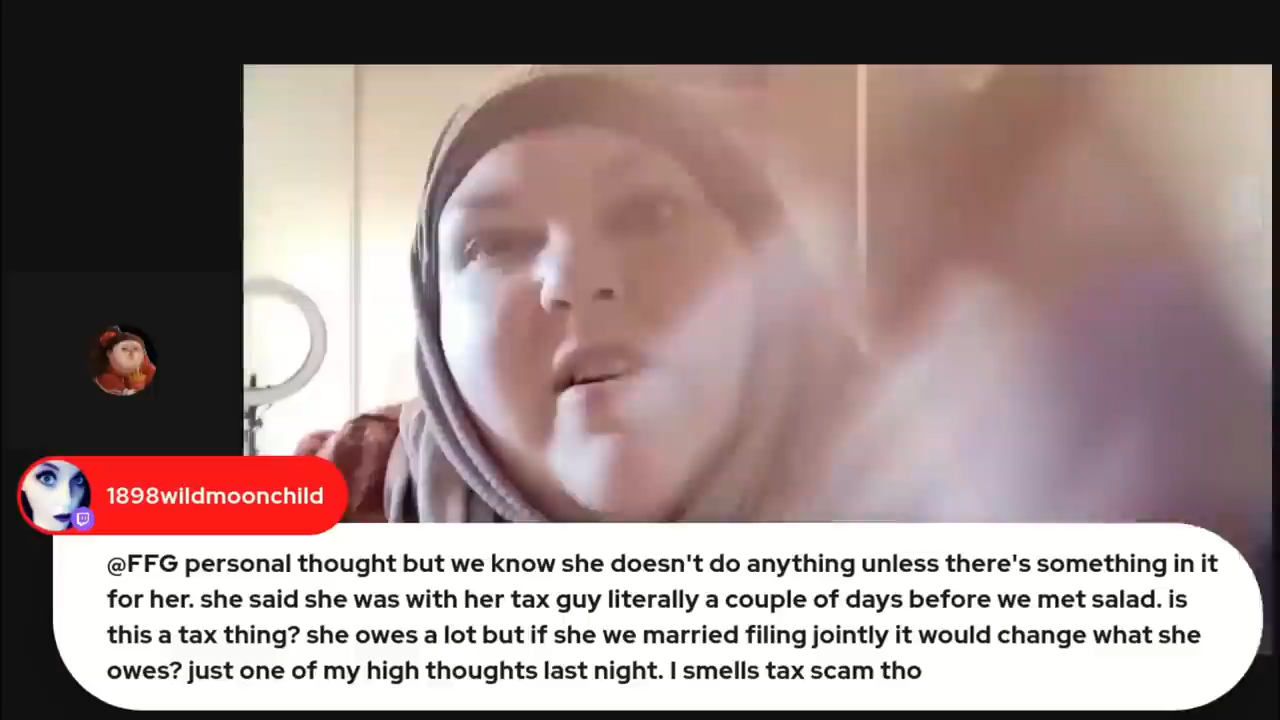 1898wildmoonchild
@FFG personal thought but we know she doesn't do anything unless there's something in it
for her. she said she was with her tax guy literally a couple of days before we met salad. is
this a tax thing? she owes a lot but if she we married filing jointly it would change what she
owes? just one of my high thoughts last night. I smells tax scam tho